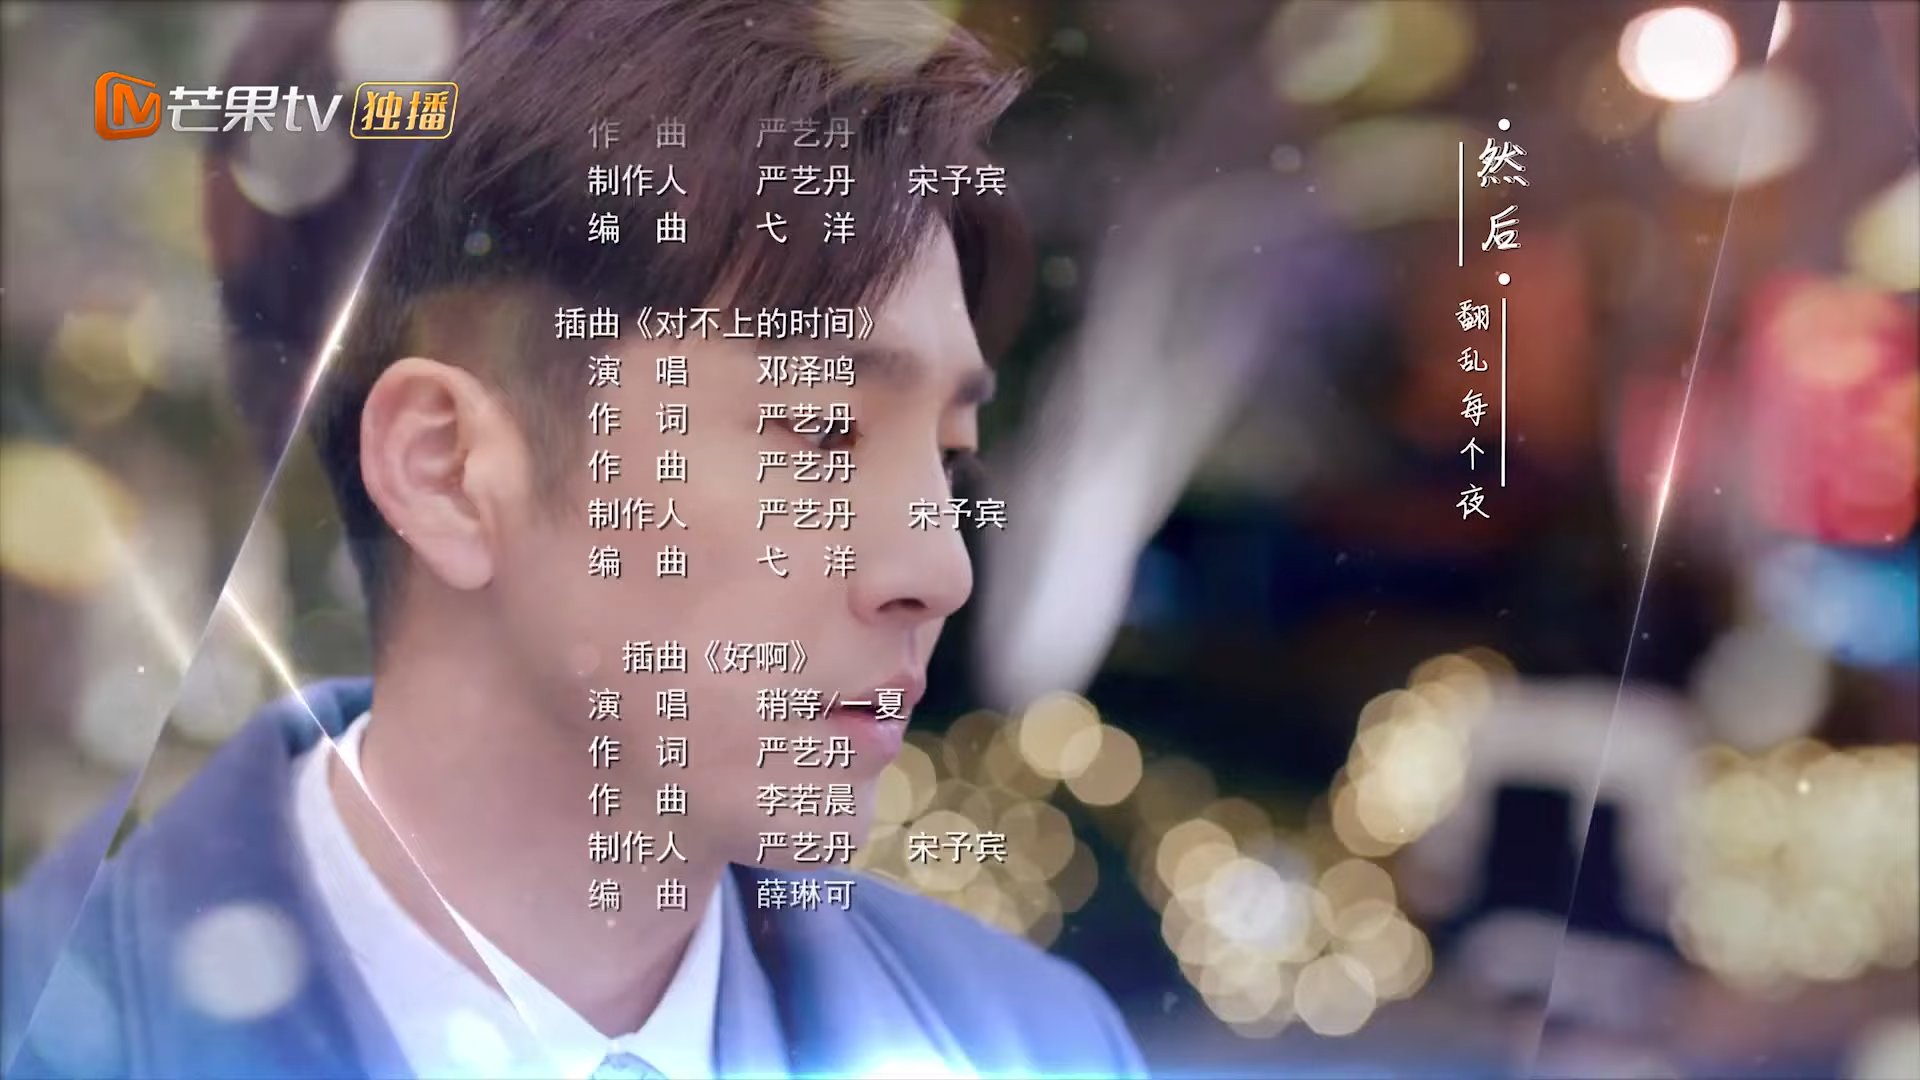 芒果tv 独播
作 曲 严艺丹
制作人 严艺丹 宋予宾
编 曲 弋 洋
插曲《对不上的时间》
演 唱 邓泽鸣
作 词 严艺丹
作 曲 严艺丹
制作人 严艺丹 宋予宾
编 曲 弋 洋
插曲《好啊》
演 唱 稍等/一夏
作 词 严艺丹
作 曲 李若晨
制作人 严艺丹 宋予宾
编 曲 薛琳可
然后
翻乱每个夜